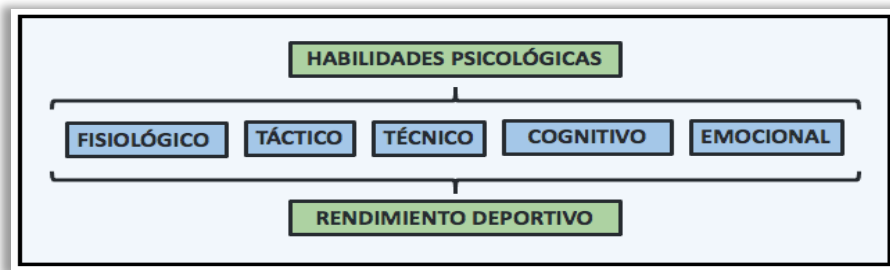 HABILIDADES PSICOLÓGICAS
FISIOLÓGICO TÁCTICO TÉCNICO COGNITIVO EMOCIONAL
RENDIMIENTO DEPORTIVO